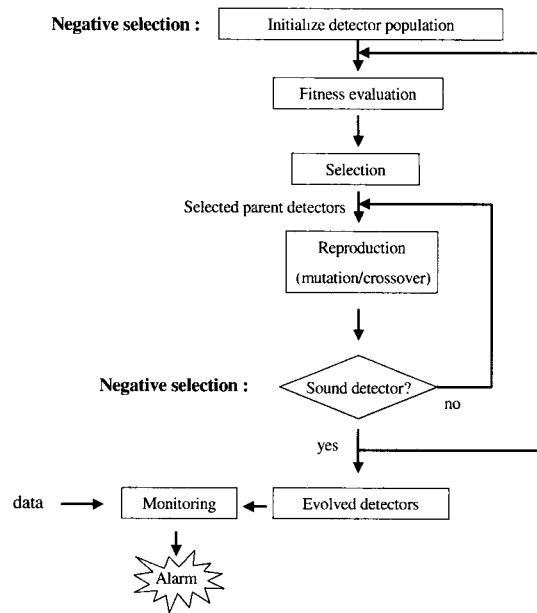 Negative selection : Initialize detector population
Fitness evaluation
Selection
Selected parent detectors
Reproduction
(mutation/crossover)
Negative selection : Sound detector?
no
yes
data Monitoring Evolved detectors
Alarm